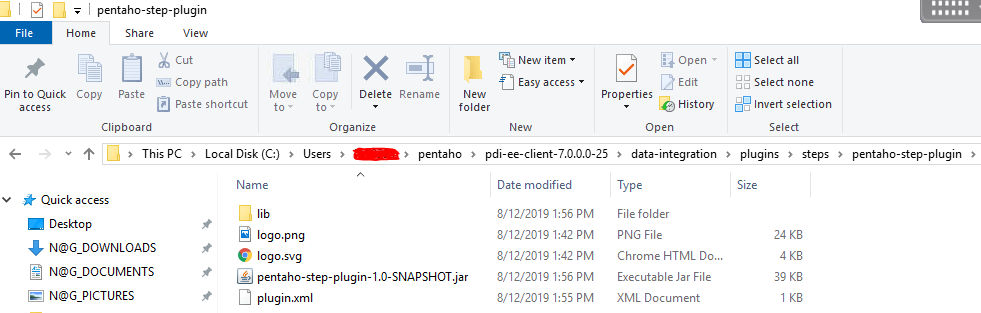 pentaho-step-plugin
File Home Share View
Pin to Quick access
Copy
Paste
Cut
Copy path
Paste shortcut
Clipboard
Move to
Copy to
Delete
Rename
Organize
New folder
New item
Easy access
New
Properties
Open
Edit
History
Open
Select all
Select none
Invert selection
Select
This PC Local Disk (C:) Users pentaho pdi-ee-client-7.0.0.0-25 data-integration plugins steps pentaho-step-plugin
Quick access
Desktop
N@G_DOWNLOADS
N@G_DOCUMENTS
N@G_PICTURES
Name Date modified Type Size
lib 8/12/2019 1:56 PM File folder
logo.png 8/12/2019 1:42 PM PNG File 24 KB
logo.svg 8/12/2019 1:42 PM Chrome HTML Do... 4 KB
pentaho-step-plugin-1.0-SNAPSHOT.jar 8/12/2019 1:56 PM Executable Jar File 39 KB
plugin.xml 8/12/2019 1:55 PM XML Document 1 KB